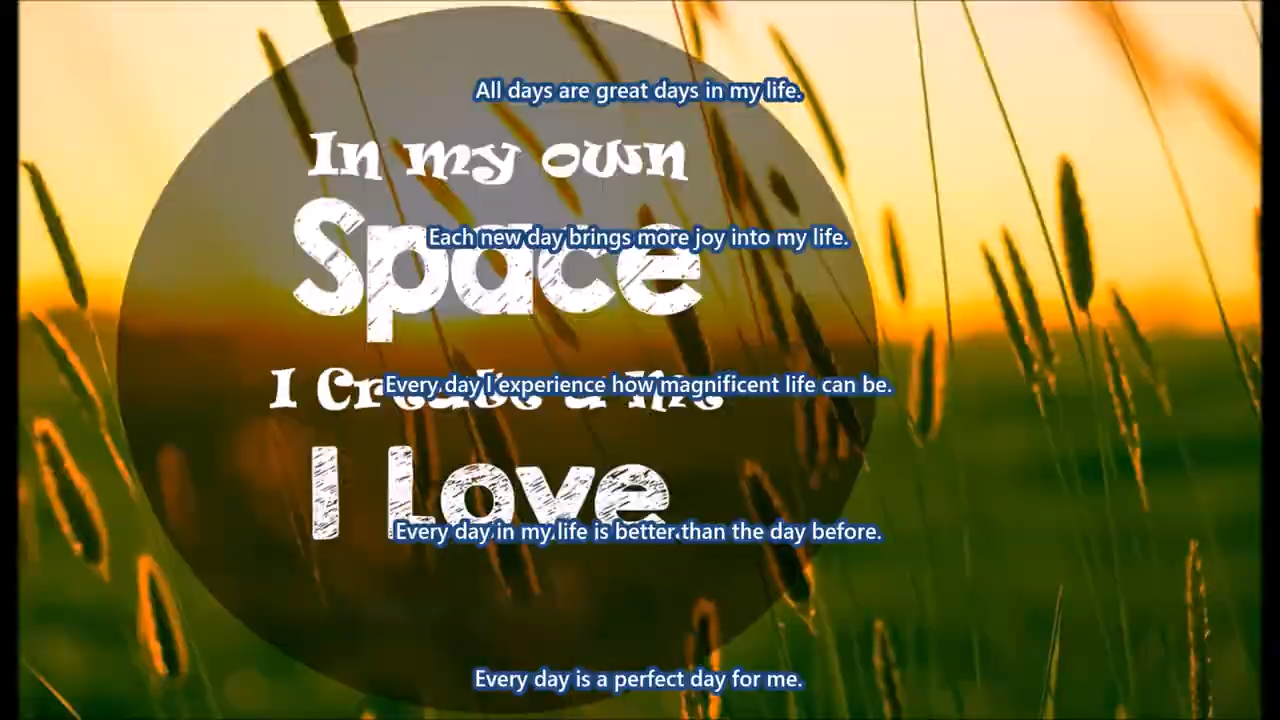 All days are great days in my life.
In my own
Each new day brings more joy into my life.
Space
Every day I experience how magnificent life can be.
I
I Love
Every day in my life is better than the day before.
Every day is a perfect day for me.